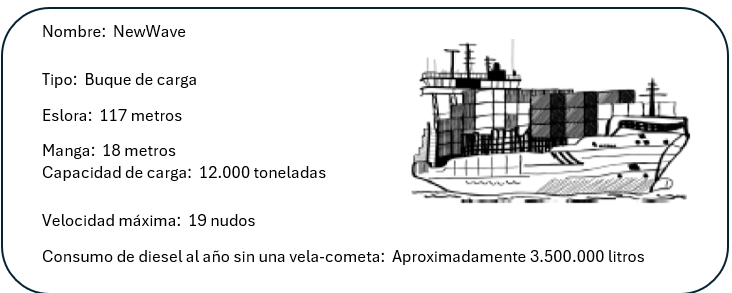 Nombre: NewWave
Tipo: Buque de carga
Eslora: 117 metros
Manga: 18 metros
Capacidad de carga: 12.000 toneladas
Velocidad máxima: 19 nudos
Consumo de diesel al año sin una vela-cometa: Aproximadamente 3.500.000 litros